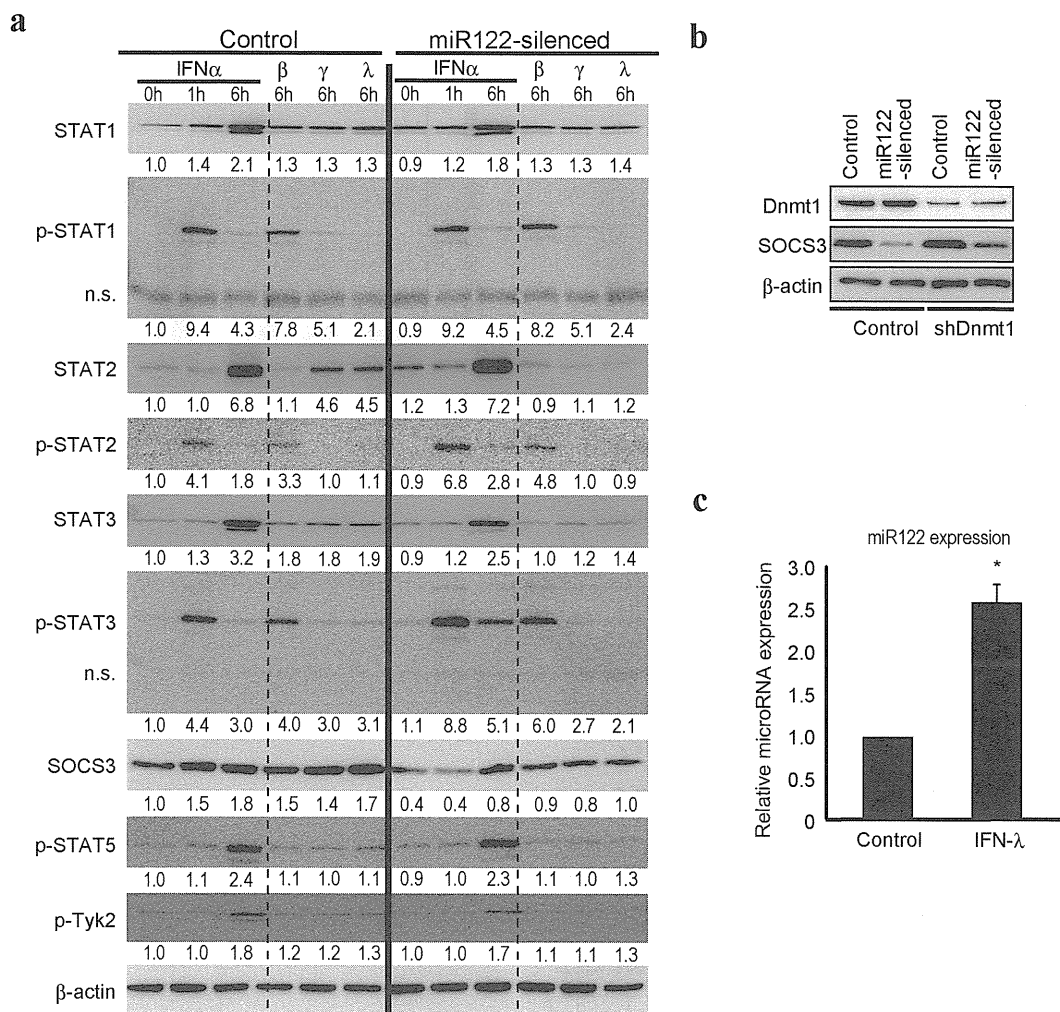 a
Control miR122-silenced
IFNα β γ λ IFNα β γ λ
0h 1h 6h 6h 6h 6h 0h 1h 6h 6h 6h 6h
STAT1
1.0 1.4 2.1 1.3 1.3 1.3 0.9 1.2 1.8 1.3 1.3 1.4
p-STAT1
n.s.
1.0 9.4 4.3 7.8 5.1 2.1 0.9 9.2 4.5 8.2 5.1 2.4
STAT2
1.0 1.0 6.8 1.1 4.6 4.5 1.2 1.3 7.2 0.9 1.1 1.2
p-STAT2
1.0 4.1 1.8 3.3 1.0 1.1 0.9 6.8 2.8 4.8 1.0 0.9
STAT3
1.0 1.3 3.2 1.8 1.8 1.9 0.9 1.2 2.5 1.0 1.2 1.4
p-STAT3
n.s.
1.0 4.4 3.0 4.0 3.0 3.1 1.1 8.8 5.1 6.0 2.7 2.1
SOCS3
1.0 1.5 1.8 1.5 1.4 1.7 0.4 0.4 0.8 0.9 0.8 1.0
p-STAT5
1.0 1.1 2.4 1.1 1.0 1.1 0.9 1.0 2.3 1.1 1.0 1.3
p-Tyk2
1.0 1.0 1.8 1.2 1.2 1.3 1.0 1.0 1.7 1.1 1.1 1.3
β-actin
b
Control
miR122
-silenced
Control
miR122
-silenced
Dnmt1
SOCS3
β-actin
Control shDnmt1
c
miR122 expression
Relative microRNA expression
3.0
2.5
2.0
1.5
1.0
0.5
0
*
Control IFN-λ